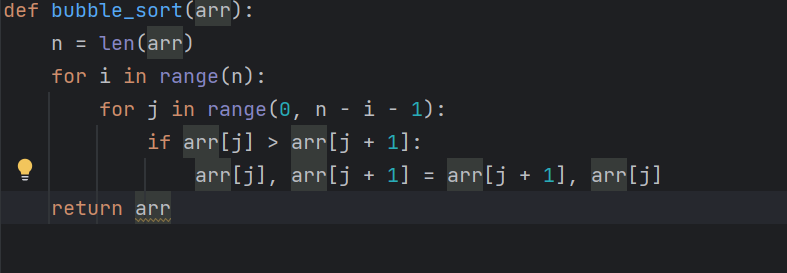 def bubble_sort(arr):
    n = len(arr)
    for i in range(n):
        for j in range(0, n - i - 1):
            if arr[j] > arr[j + 1]:
                arr[j], arr[j + 1] = arr[j + 1], arr[j]
    return arr